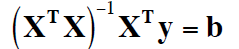 (XᵀX)⁻¹Xᵀy = b